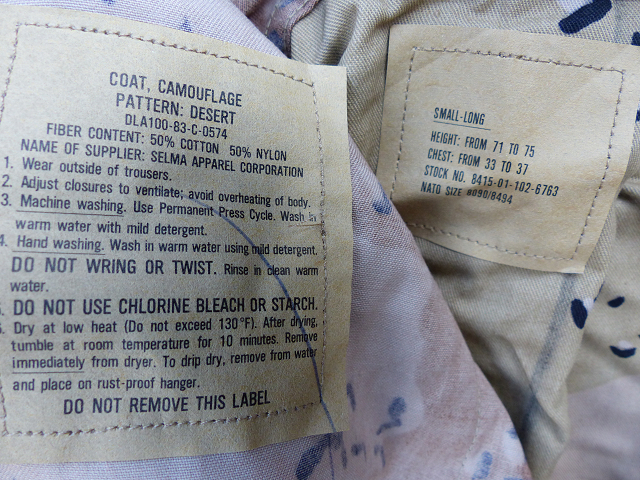 COAT, CAMOUFLAGE
PATTERN: DESERT
DLA100-83-C-0574
FIBER CONTENT: 50% COTTON 50% NYLON
NAME OF SUPPLIER: SELMA APPAREL CORPORATION
1. Wear outside of trousers.
2. Adjust closures to ventilate; avoid overheating of body.
3. Machine washing. Use Permanent Press Cycle. Wash in
warm water with mild detergent.
4. Hand washing. Wash in warm water using mild detergent.
DO NOT WRING OR TWIST. Rinse in clean warm
water.
. DO NOT USE CHLORINE BLEACH OR STARCH.
. Dry at low heat (Do not exceed 130°F). After drying,
tumble at room temperature for 10 minutes. Remove
immediately from dryer. To drip dry, remove from water
and place on rust-proof hanger.
DO NOT REMOVE THIS LABEL
SMALL-LONG
HEIGHT: FROM 71 TO 75
CHEST: FROM 33 TO 37
STOCK NO. 8415-01-102-6763
NATO SIZE 8090/8494